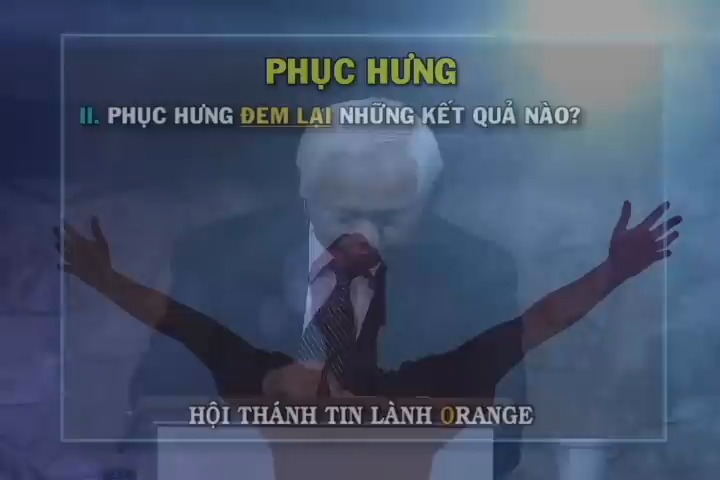 PHỤC HƯNG
II. PHỤC HƯNG ĐEM LẠI NHỮNG KẾT QUẢ NÀO?
HỘI THÁNH TIN LÀNH ORANGE